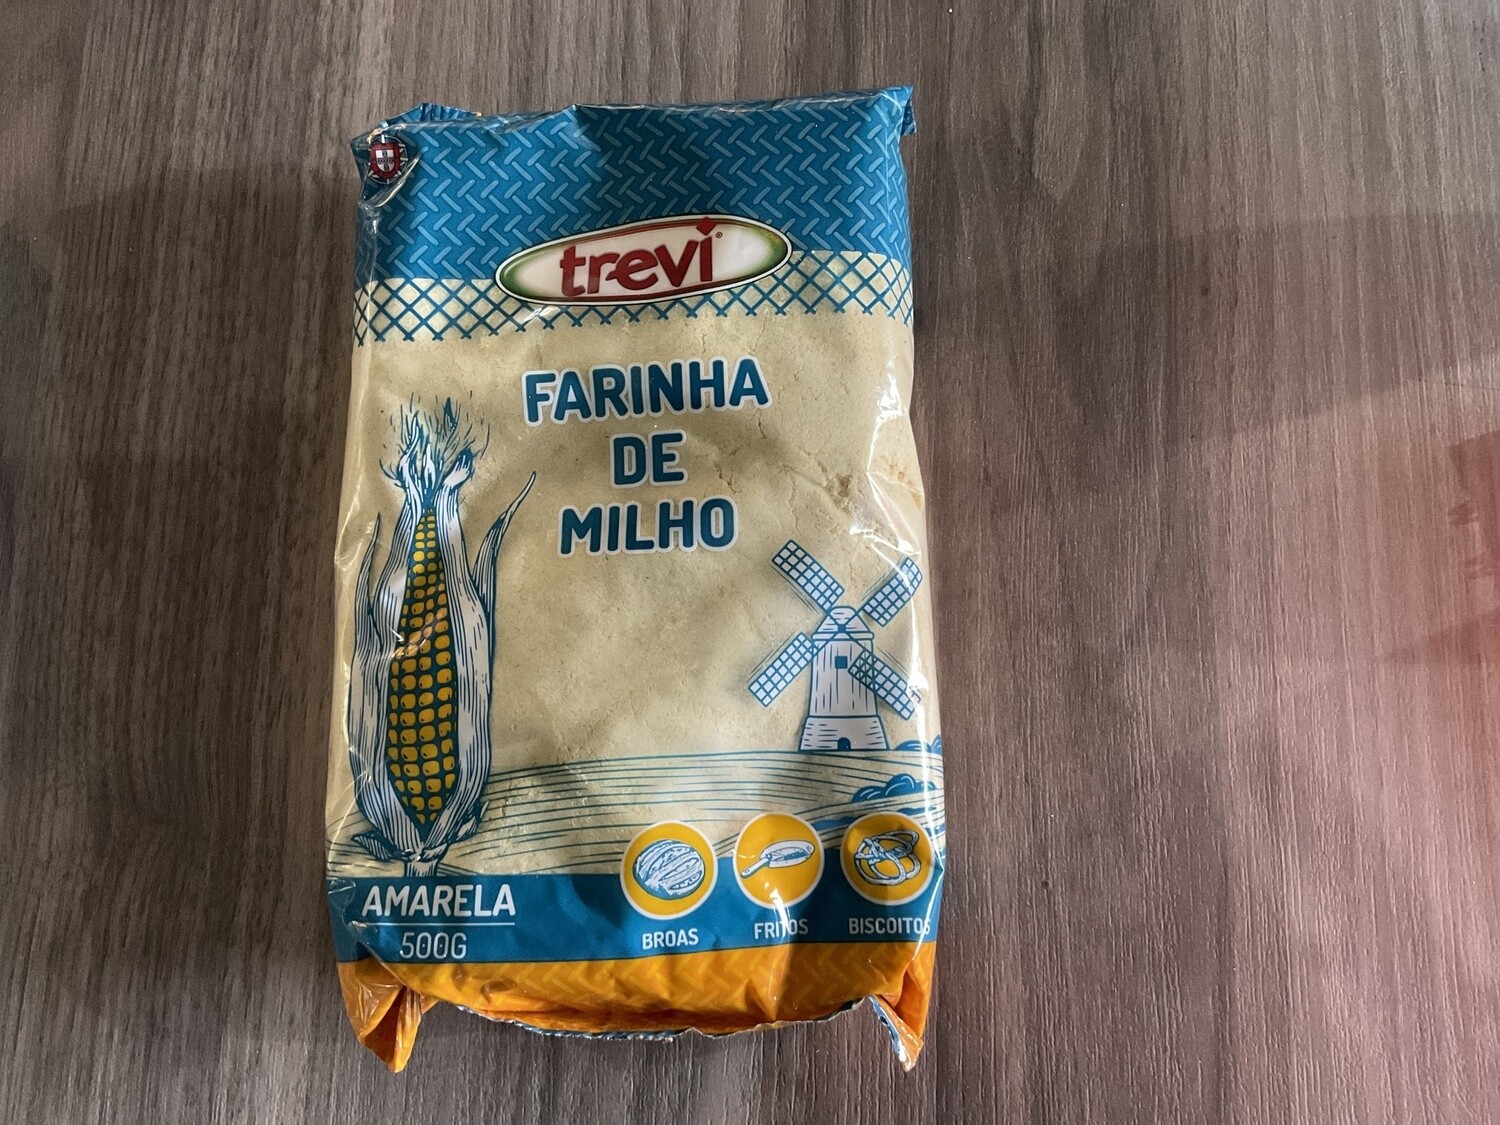 trevi®
FARINHA
DE
MILHO
AMARELA
500G
BROAS
FRITOS
BISCOITOS